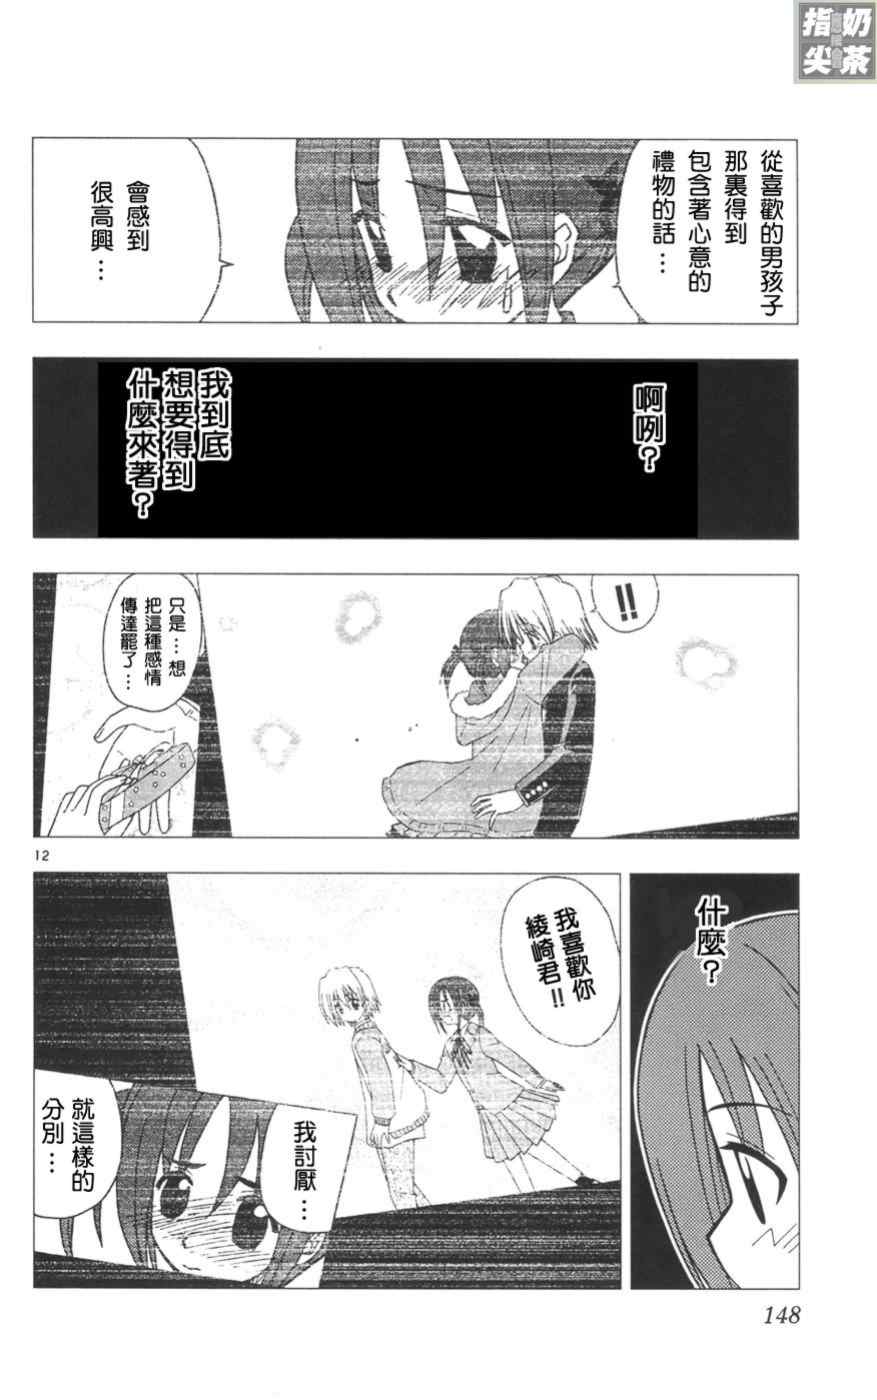 指奶
尖茶
從喜歡的男孩子
那裏得到
包含著心意的
禮物的話…
會感到
很高興…
啊咧？
我到底
想要得到
什麼來著？
!!
只是…想
把這種感情
傳達罷了…
12
什麼？
我喜歡你
綾崎君!!
我討厭…
就這樣的
分別…
148